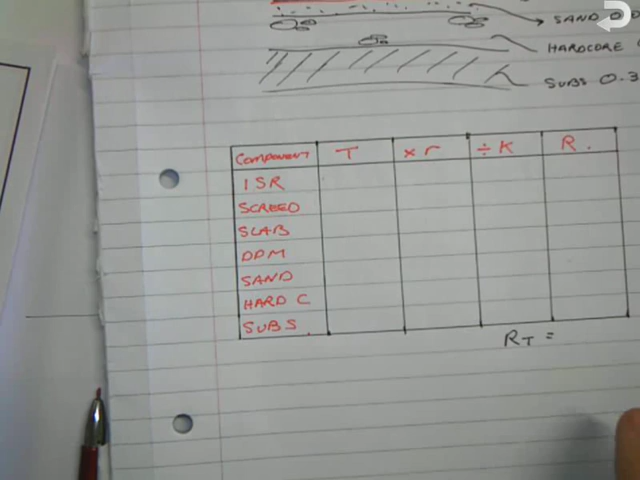 SAND
HARDCORE
SUBS 0.3
COMPONENT T × r ÷ K R.
ISR
SCREED
SLAB
DPM
SAND
HARD C
SUBS.
RT =